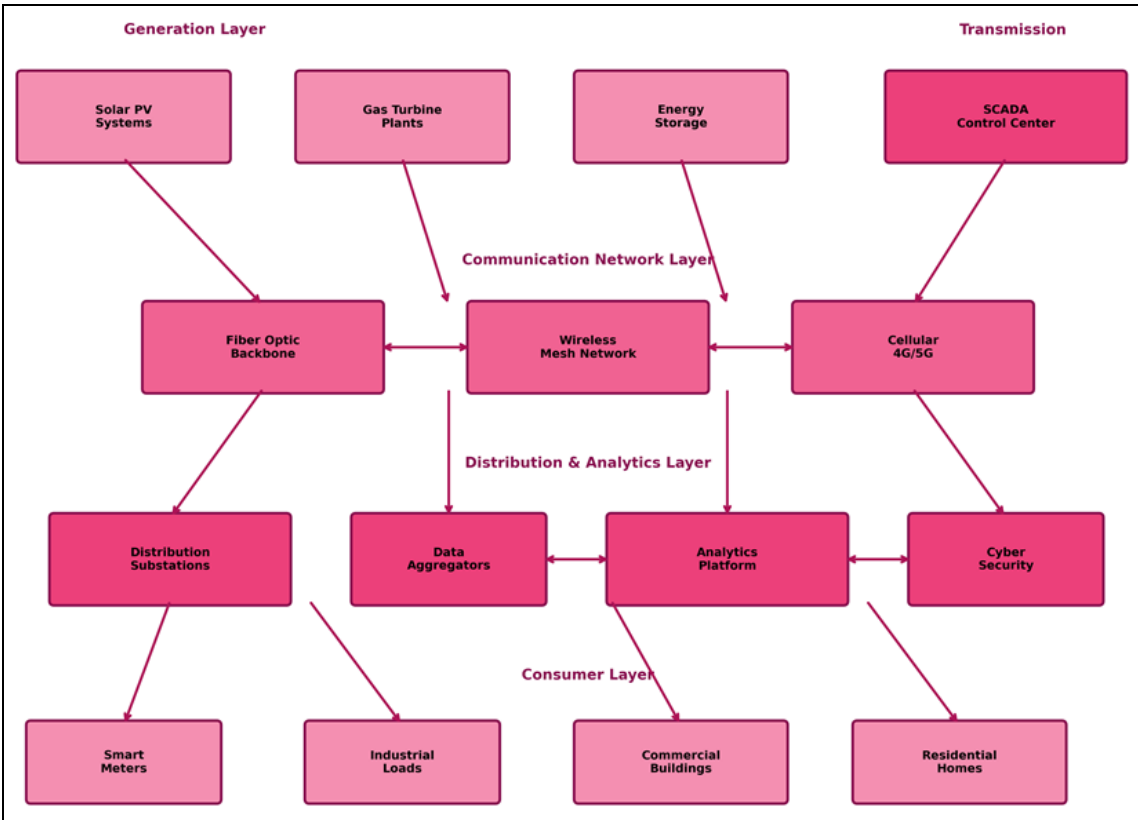 Generation Layer
Transmission
Solar PV
Systems
Gas Turbine
Plants
Energy
Storage
SCADA
Control Center
Communication Network Layer
Fiber Optic
Backbone
Wireless
Mesh Network
Cellular
4G/5G
Distribution & Analytics Layer
Distribution
Substations
Data
Aggregators
Analytics
Platform
Cyber
Security
Consumer Layer
Smart
Meters
Industrial
Loads
Commercial
Buildings
Residential
Homes